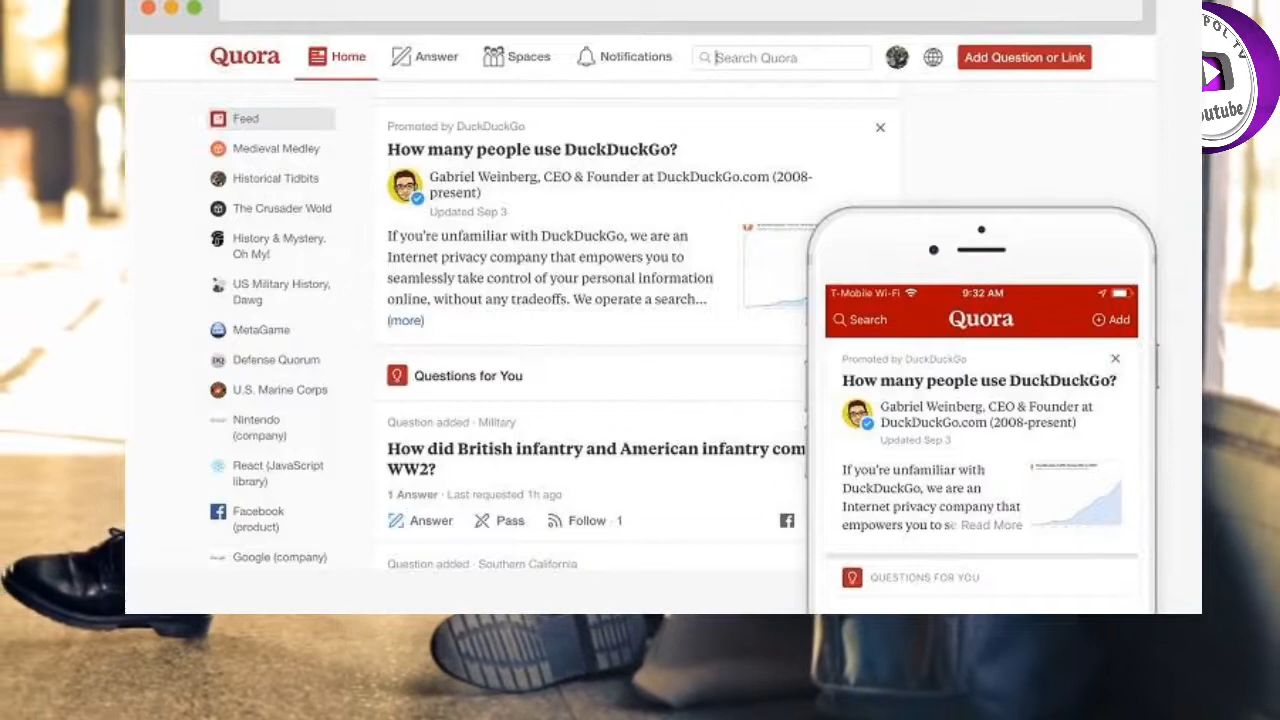 Quora
Home
Answer
Spaces
Notifications
Search Quora
Add Question or Link
Feed
Medieval Medley
Historical Tidbits
The Crusader Wold
History & Mystery,
Oh My!
US Military History,
Dawg
MetaGame
Defense Quorum
DQ
U.S. Marine Corps
Nintendo
(company)
React (JavaScript
library)
Facebook
(product)
Google (company)
Promoted by DuckDuckGo
How many people use DuckDuckGo?
Gabriel Weinberg, CEO & Founder at DuckDuckGo.com (2008-
present)
Updated Sep 3
If you're unfamiliar with DuckDuckGo, we are an
Internet privacy company that empowers you to
seamlessly take control of your personal information
online, without any tradeoffs. We operate a search...
(more)
Questions for You
Question added · Military
How did British infantry and American infantry com
WW2?
1 Answer · Last requested 1h ago
Answer
Pass
Follow · 1
Question added · Southern California
T-Mobile Wi-Fi
9:32 AM
Search
Quora
Add
Promoted by DuckDuckGo
How many people use DuckDuckGo?
Gabriel Weinberg, CEO & Founder at
DuckDuckGo.com (2008-present)
Updated Sep 3
If you're unfamiliar with
DuckDuckGo, we are an
Internet privacy company that
empowers you to se Read More
QUESTIONS FOR YOU
POL TV
outube